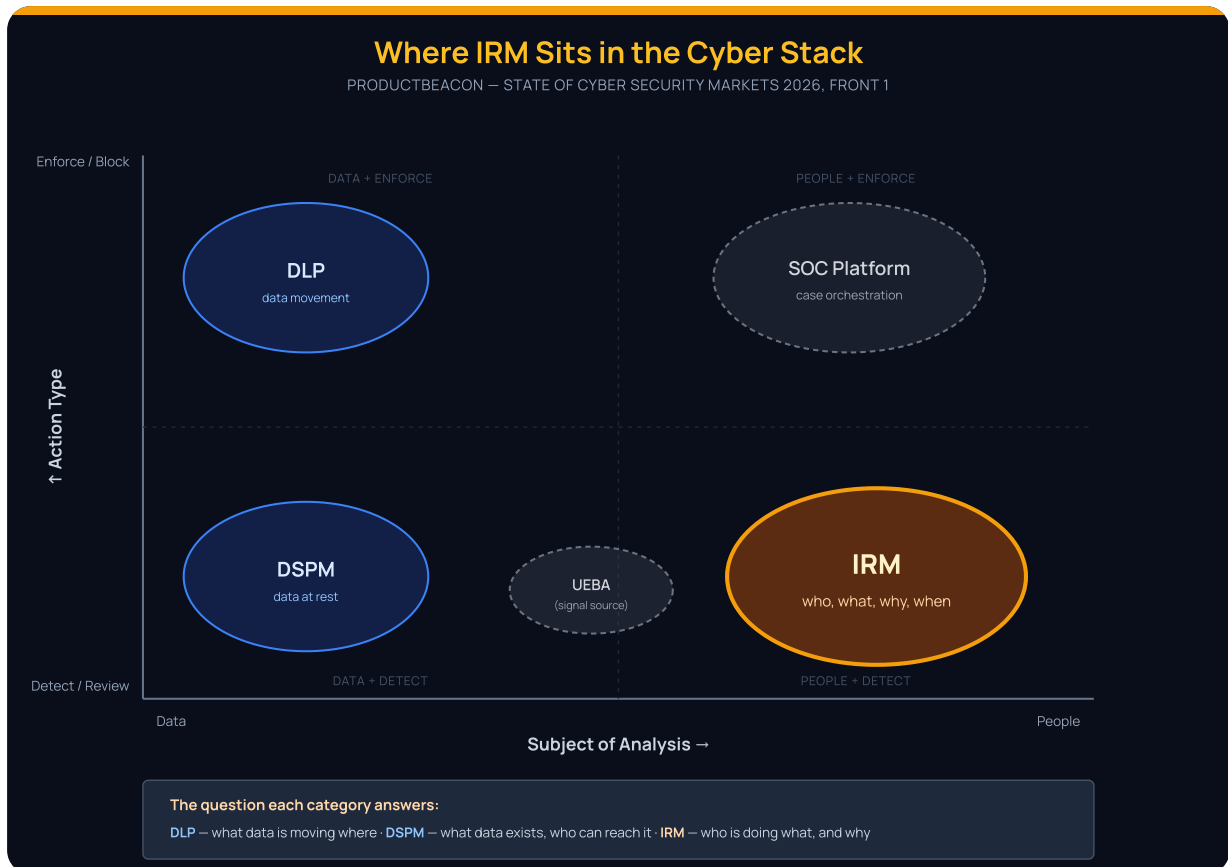 Where IRM Sits in the Cyber Stack
PRODUCTBEACON — STATE OF CYBER SECURITY MARKETS 2026, FRONT 1
Enforce / Block
DATA + ENFORCE
PEOPLE + ENFORCE
DLP
data movement
SOC Platform
case orchestration
↑ Action Type
DSPM
data at rest
UEBA
(signal source)
IRM
who, what, why, when
Detect / Review
DATA + DETECT
PEOPLE + DETECT
Data
People
Subject of Analysis →
The question each category answers:
DLP — what data is moving where · DSPM — what data exists, who can reach it · IRM — who is doing what, and why